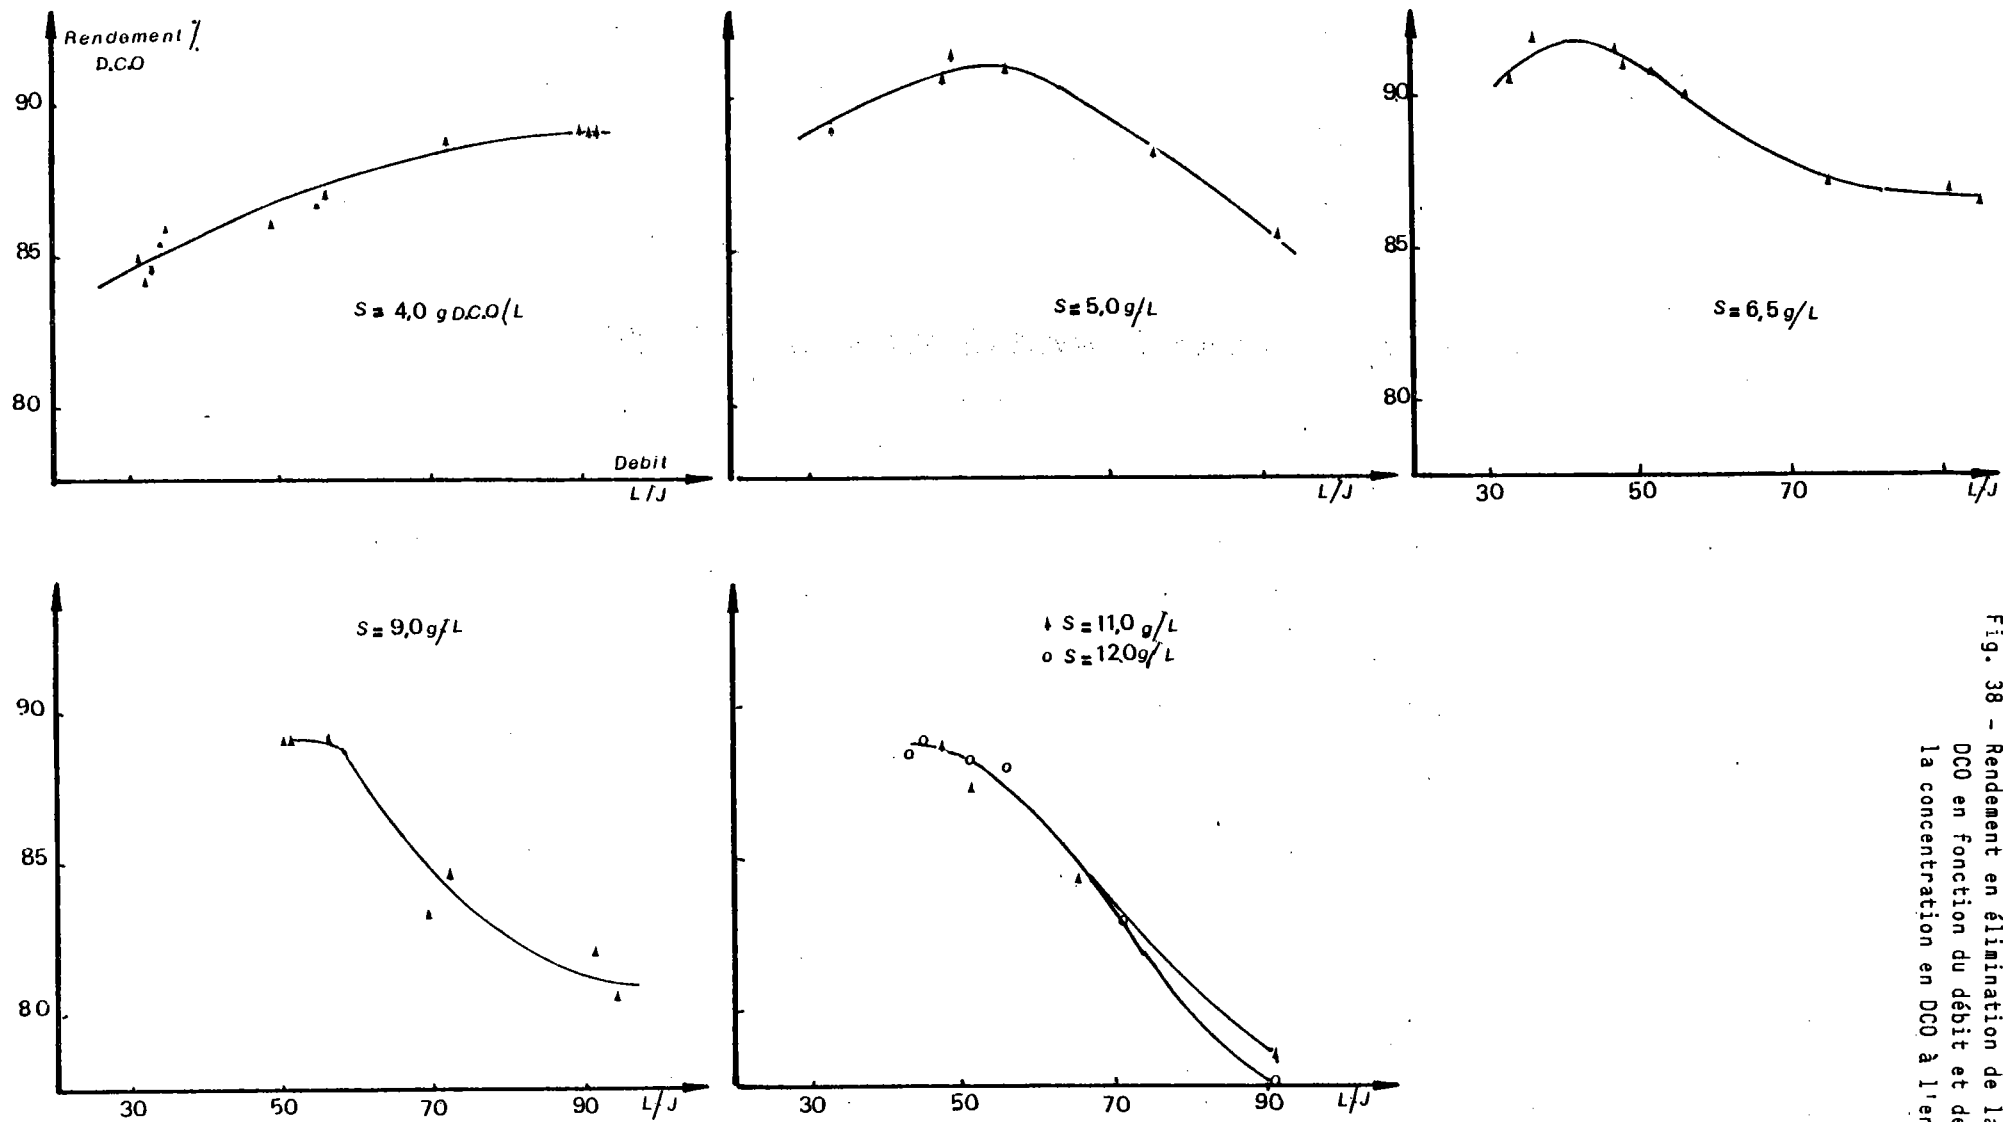 Rendement %
D.C.O
90
85
80
S = 4,0 g D.C.O/L
Debit
L/J
S = 5,0 g/L
L/J
90
85
80
S = 6,5 g/L
30 50 70 L/J
S = 9,0 g/L
90
85
80
30 50 70 90 L/J
S = 11,0 g/L
o S = 12,0 g/L
30 50 70 90 L/J
Fig. 38 - Rendement en élimination de la
DCO en fonction du débit et de
la concentration en DCO à